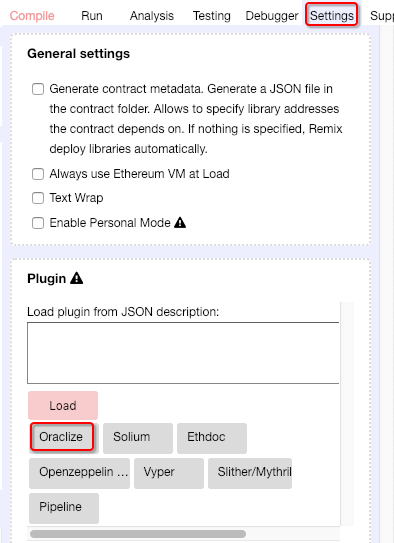 Compile Run Analysis Testing Debugger Settings Supp
General settings
Generate contract metadata. Generate a JSON file in
the contract folder. Allows to specify library addresses
the contract depends on. If nothing is specified, Remix
deploy libraries automatically.
Always use Ethereum VM at Load
Text Wrap
Enable Personal Mode
Plugin
Load plugin from JSON description:
Load
Oraclize Solium Ethdoc
Openzeppelin ... Vyper Slither/Mythril
Pipeline